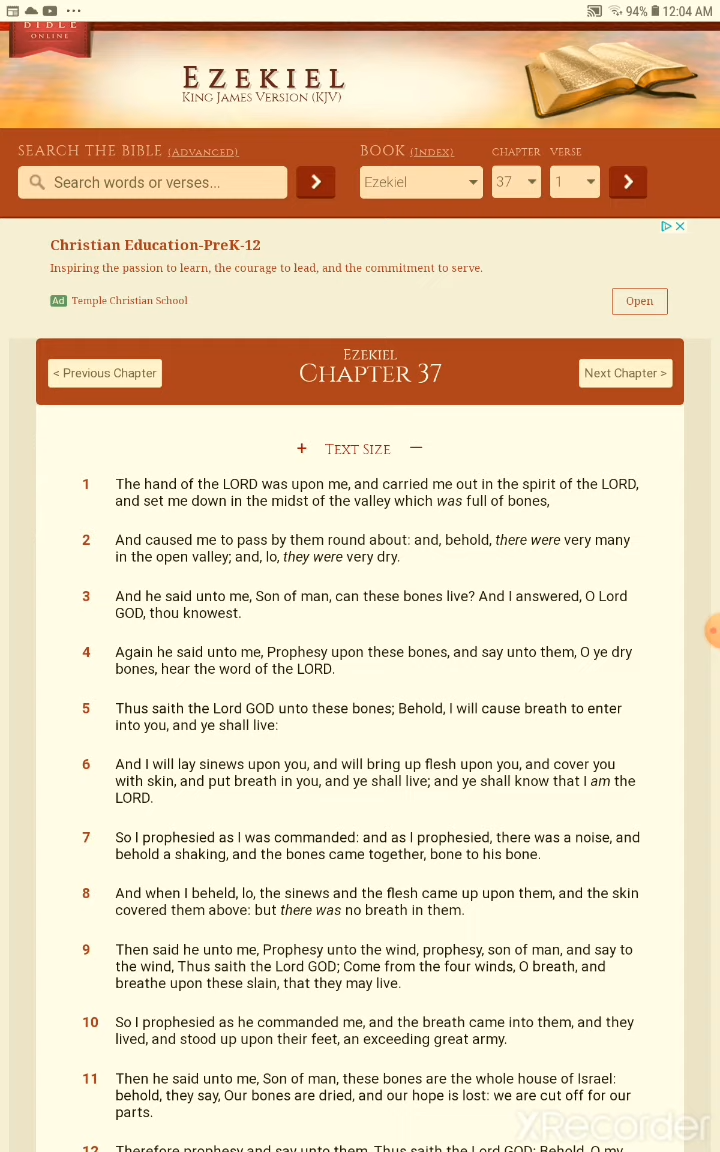 94% 12:04 AM
BIBLE
ONLINE
EZEKIEL
KING JAMES VERSION (KJV)
SEARCH THE BIBLE (ADVANCED)
BOOK (INDEX) CHAPTER VERSE
Search words or verses...
Ezekiel 37 1
Christian Education-PreK-12
Inspiring the passion to learn, the courage to lead, and the commitment to serve.
Ad Temple Christian School
Open
EZEKIEL
CHAPTER 37
< Previous Chapter
Next Chapter >
+ TEXT SIZE —
1 The hand of the LORD was upon me, and carried me out in the spirit of the LORD,
and set me down in the midst of the valley which was full of bones,
2 And caused me to pass by them round about: and, behold, there were very many
in the open valley; and, lo, they were very dry.
3 And he said unto me, Son of man, can these bones live? And I answered, O Lord
GOD, thou knowest.
4 Again he said unto me, Prophesy upon these bones, and say unto them, O ye dry
bones, hear the word of the LORD.
5 Thus saith the Lord GOD unto these bones; Behold, I will cause breath to enter
into you, and ye shall live:
6 And I will lay sinews upon you, and will bring up flesh upon you, and cover you
with skin, and put breath in you, and ye shall live; and ye shall know that I am the
LORD.
7 So I prophesied as I was commanded: and as I prophesied, there was a noise, and
behold a shaking, and the bones came together, bone to his bone.
8 And when I beheld, lo, the sinews and the flesh came up upon them, and the skin
covered them above: but there was no breath in them.
9 Then said he unto me, Prophesy unto the wind, prophesy, son of man, and say to
the wind, Thus saith the Lord GOD; Come from the four winds, O breath, and
breathe upon these slain, that they may live.
10 So I prophesied as he commanded me, and the breath came into them, and they
lived, and stood up upon their feet, an exceeding great army.
11 Then he said unto me, Son of man, these bones are the whole house of Israel:
behold, they say, Our bones are dried, and our hope is lost: we are cut off for our
parts.
12 Therefore prophesy and say unto them, Thus saith the Lord GOD; Behold, O my
XRecorder